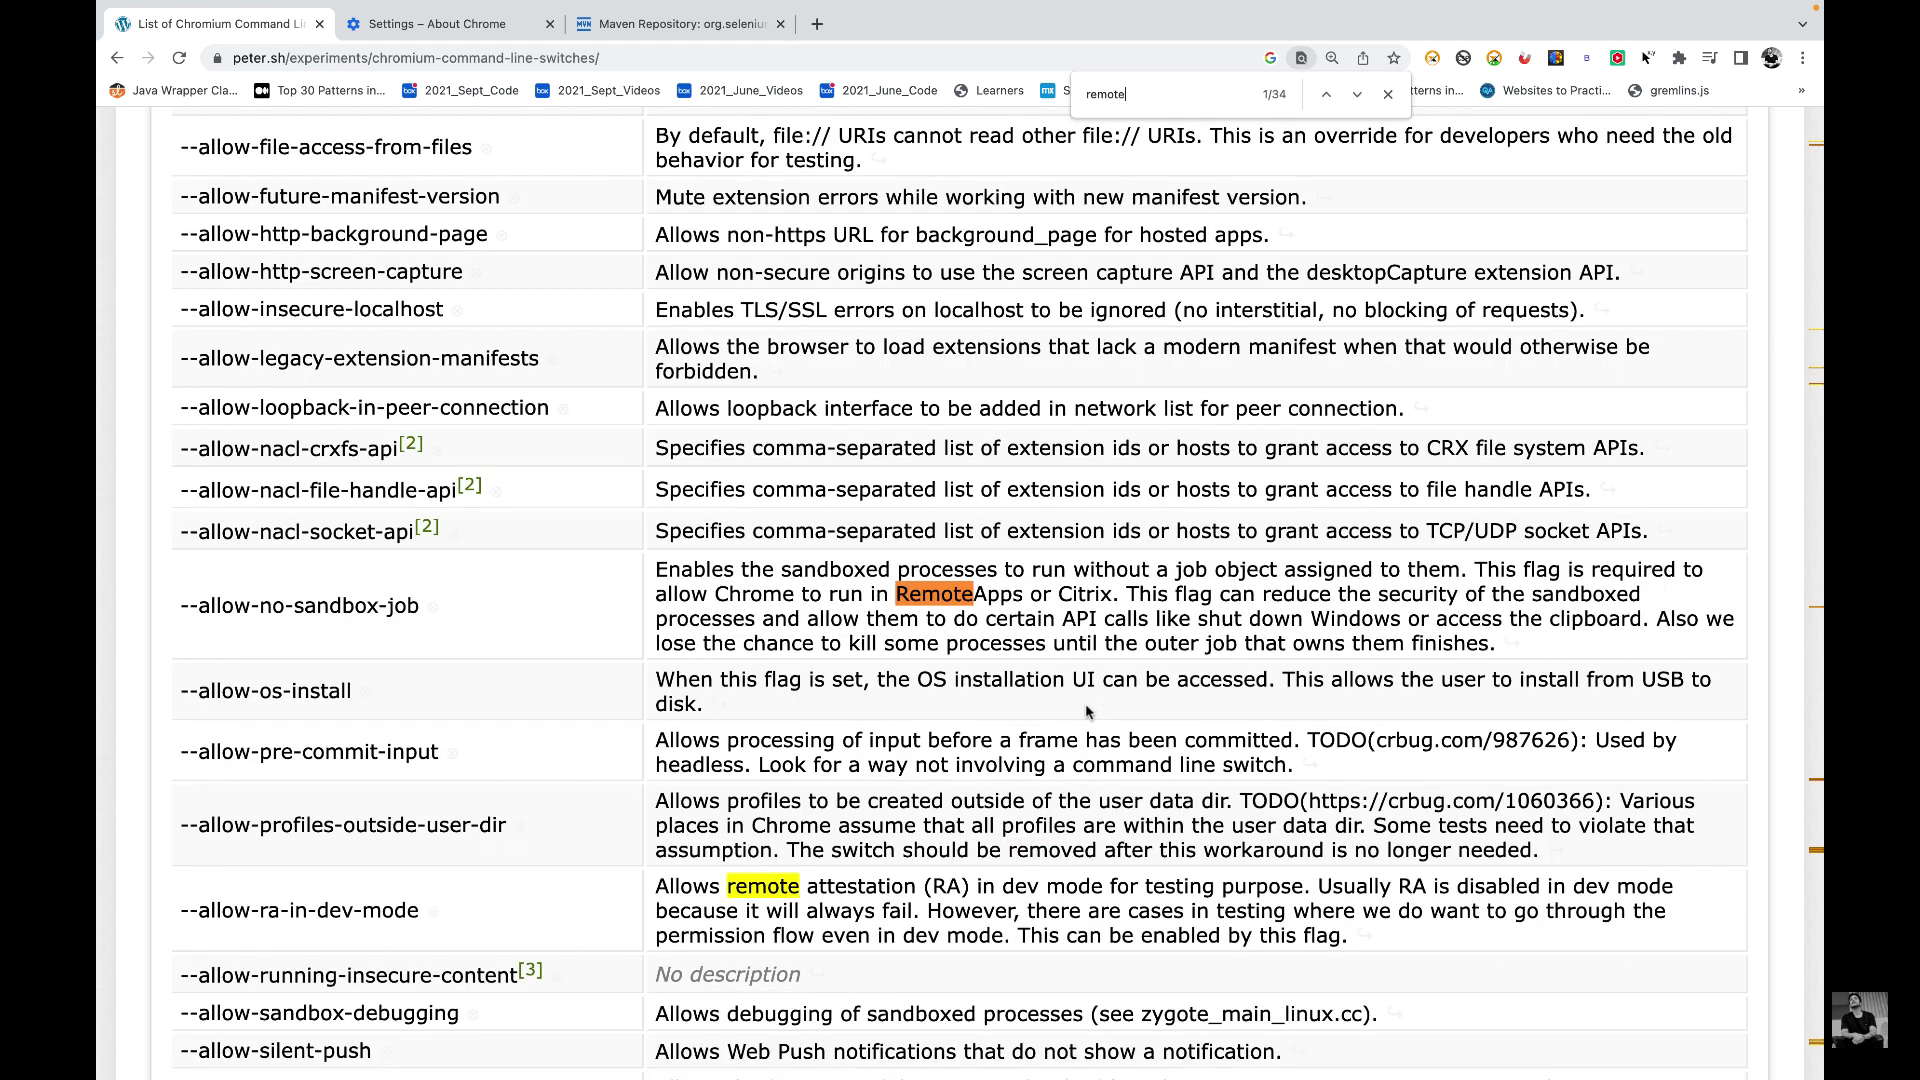 List of Chromium Command Li
Settings – About Chrome
Maven Repository: org.seleniu
peter.sh/experiments/chromium-command-line-switches/
Java Wrapper Cla...
Top 30 Patterns in...
2021_Sept_Code
2021_Sept_Videos
2021_June_Videos
2021_June_Code
Learners
S
tterns in...
Websites to Practi...
gremlins.js
»
remote
1/34
--allow-file-access-from-files
By default, file:// URIs cannot read other file:// URIs. This is an override for developers who need the old
behavior for testing.
--allow-future-manifest-version
Mute extension errors while working with new manifest version.
--allow-http-background-page
Allows non-https URL for background_page for hosted apps.
--allow-http-screen-capture
Allow non-secure origins to use the screen capture API and the desktopCapture extension API.
--allow-insecure-localhost
Enables TLS/SSL errors on localhost to be ignored (no interstitial, no blocking of requests).
--allow-legacy-extension-manifests
Allows the browser to load extensions that lack a modern manifest when that would otherwise be
forbidden.
--allow-loopback-in-peer-connection
Allows loopback interface to be added in network list for peer connection.
--allow-nacl-crxfs-api[2]
Specifies comma-separated list of extension ids or hosts to grant access to CRX file system APIs.
--allow-nacl-file-handle-api[2]
Specifies comma-separated list of extension ids or hosts to grant access to file handle APIs.
--allow-nacl-socket-api[2]
Specifies comma-separated list of extension ids or hosts to grant access to TCP/UDP socket APIs.
--allow-no-sandbox-job
Enables the sandboxed processes to run without a job object assigned to them. This flag is required to
allow Chrome to run in RemoteApps or Citrix. This flag can reduce the security of the sandboxed
processes and allow them to do certain API calls like shut down Windows or access the clipboard. Also we
lose the chance to kill some processes until the outer job that owns them finishes.
--allow-os-install
When this flag is set, the OS installation UI can be accessed. This allows the user to install from USB to
disk.
--allow-pre-commit-input
Allows processing of input before a frame has been committed. TODO(crbug.com/987626): Used by
headless. Look for a way not involving a command line switch.
--allow-profiles-outside-user-dir
Allows profiles to be created outside of the user data dir. TODO(https://crbug.com/1060366): Various
places in Chrome assume that all profiles are within the user data dir. Some tests need to violate that
assumption. The switch should be removed after this workaround is no longer needed.
--allow-ra-in-dev-mode
Allows remote attestation (RA) in dev mode for testing purpose. Usually RA is disabled in dev mode
because it will always fail. However, there are cases in testing where we do want to go through the
permission flow even in dev mode. This can be enabled by this flag.
--allow-running-insecure-content[3]
No description
--allow-sandbox-debugging
Allows debugging of sandboxed processes (see zygote_main_linux.cc).
--allow-silent-push
Allows Web Push notifications that do not show a notification.